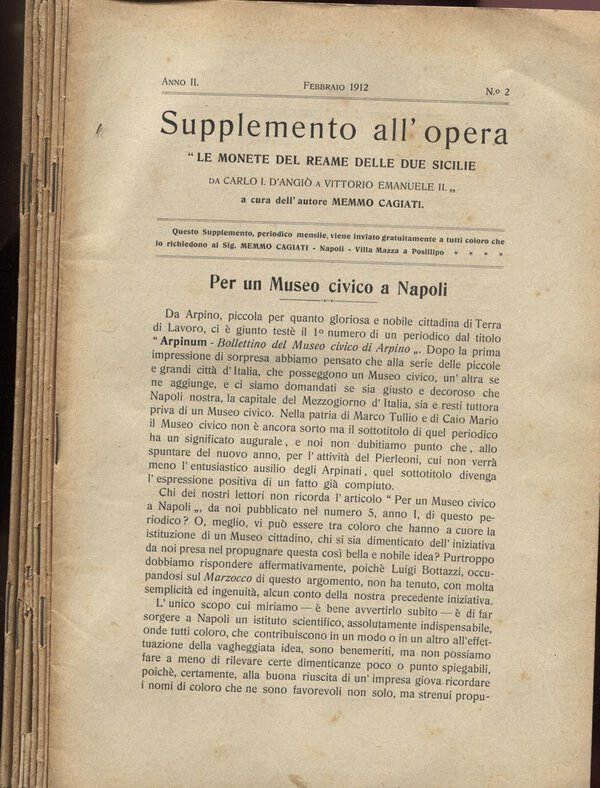 Anno II.
Febbraio 1912
N.º 2
Supplemento all' opera
“ LE MONETE DEL REAME DELLE DUE SICILIE
DA CARLO I. D'ANGIÒ A VITTORIO EMANUELE II. „
a cura dell' autore MEMMO CAGIATI.
Questo Supplemento, periodico mensile, viene inviato gratuitamente a tutti coloro che
lo richiedono al Sig. MEMMO CAGIATI - Napoli - Villa Mazza a Posillipo * * * *
Per un Museo civico a Napoli
Da Arpino, piccola per quanto gloriosa e nobile cittadina di Terra
di Lavoro, ci è giunto testè il 1º numero di un periodico dal titolo
“ Arpinum - Bollettino del Museo civico di Arpino „. Dopo la prima
impressione di sorpresa abbiamo pensato che alla serie delle piccole
e grandi città d' Italia, che posseggono un Museo civico, un' altra se
ne aggiunge, e ci siamo domandati se sia giusto e decoroso che
Napoli nostra, la capitale del Mezzogiorno d' Italia, sia e resti tuttora
priva di un Museo civico. Nella patria di Marco Tullio e di Caio Mario
il Museo civico non è ancora sorto ma il sottotitolo di quel periodico
ha un significato augurale, e noi non dubitiamo punto che, allo
spuntare del nuovo anno, per l' attività del Pierleoni, cui non verrà
meno l' entusiastico ausilio degli Arpinati, quel sottotitolo divenga
l' espressione positiva di un fatto già compiuto.
Chi dei nostri lettori non ricorda l' articolo “ Per un Museo civico
a Napoli „, da noi pubblicato nel numero 5, anno I, di questo pe-
riodico? O, meglio, vi può essere tra coloro che hanno a cuore la
istituzione di un Museo cittadino, chi si sia dimenticato dell' iniziativa
da noi presa nel propugnare questa così bella e nobile idea? Purtroppo
dobbiamo rispondere affermativamente, poichè Luigi Bottazzi, occu-
pandosi sul Marzocco di questo argomento, non ha tenuto, con molta
semplicità ed ingenuità, alcun conto della nostra precedente iniziativa.
L' unico scopo cui miriamo — è bene avvertirlo subito — è di far
sorgere a Napoli un istituto scientifico, assolutamente indispensabile,
onde tutti coloro, che contribuiscono in un modo o in un altro all'effet-
tuazione della vagheggiata idea, sono benemeriti, ma non possiamo
fare a meno di rilevare certe dimenticanze poco o punto spiegabili,
poichè, certamente, alla buona riuscita di un' impresa giova ricordare
i nomi di coloro che ne sono favorevoli non solo, ma strenui propu-